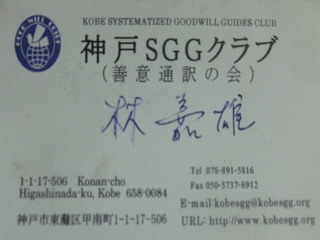 KOBE SYSTEMATIZED GOODWILL GUIDES CLUB
GOOD WILL GUIDE
神戸SGGクラブ
(善意通訳の会)
林 嘉雄
1-1-17-506 Konan-cho
Higashinada-ku, Kobe 658-0084
神戸市東灘区甲南町1-1-17-506
Tel 078-891-5816
Fax 050-3737-8912
E-mail:kobesgg@kobesgg.org
URL: http://www.kobesgg.org